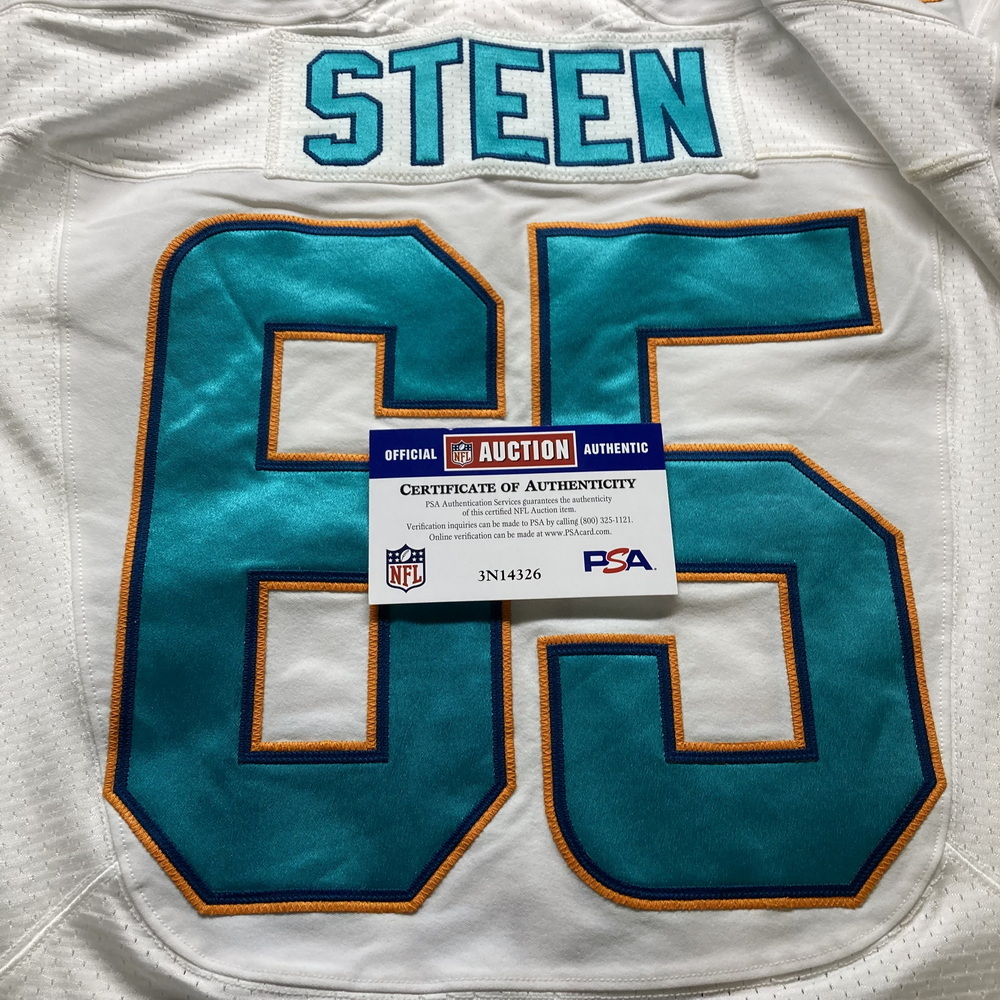 STEEN
65
OFFICIAL NFL AUCTION AUTHENTIC
CERTIFICATE OF AUTHENTICITY
PSA Authentication Services guarantees the authenticity
of this certified NFL Auction item.
Verification inquiries can be made to PSA by calling (800) 325-1121.
Online verification can be made at www.PSAcard.com.
NFL 3N14326 PSA.